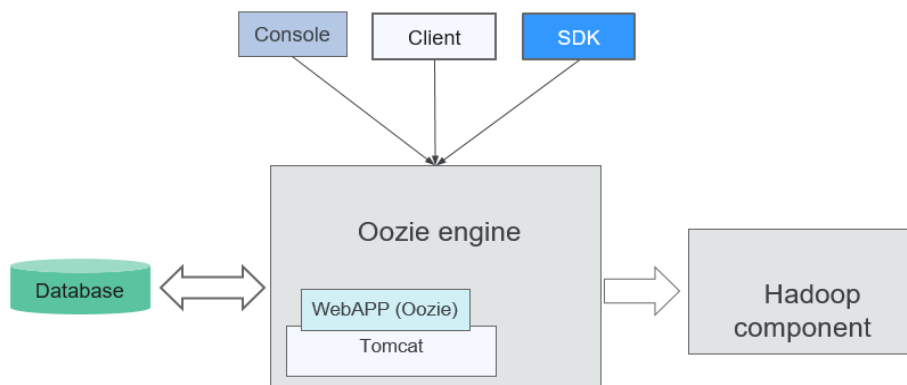 Console
Client
SDK
Oozie engine
Database
WebAPP (Oozie)
Tomcat
Hadoop
component